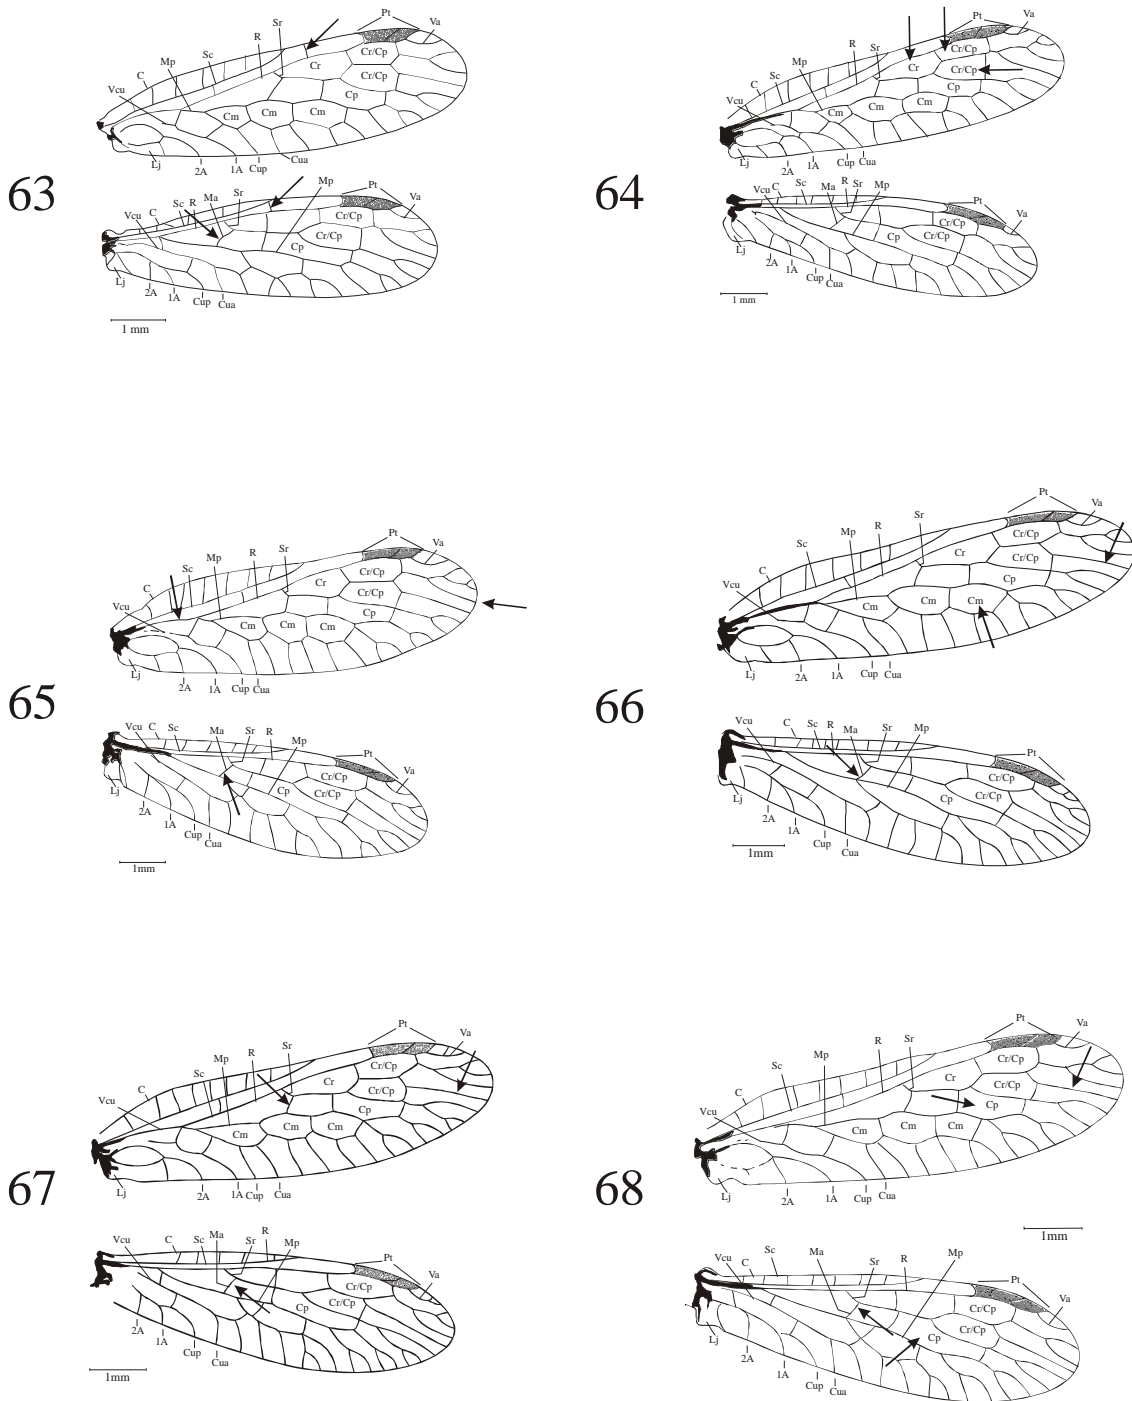 Sr Pt Va
R
Sc Cr/Cp
Mp Cr Cr/Cp
C
Vcu Cp
Cm Cm Cm
Lj 2A 1A Cup Cua
63
Mp Pt
Ma Sr
Sc R Va
C Cr/Cp
Vcu Cr/Cp
Cp
Lj
2A 1A Cup Cua
1 mm
Pt Va
R Sr Cr/Cp
Mp Cr Cr/Cp
Sc
C Cp
Vcu Cm Cm Cm
Lj
2A 1A Cup Cua
64
Vcu C Sc Ma R Sr Mp Pt
Va
Cr/Cp
Cp Cr/Cp
Lj
2A 1A Cup Cua
1 mm
Pt
Va
Mp R Sr
Sc Cr/Cp
C Cr Cr/Cp
Vcu Cp
Cm Cm Cm
Lj
2A 1A Cup Cua
65
Vcu C Sc Ma Sr R Mp
Pt
Va
Cr/Cp
Cp Cr/Cp
Lj
2A 1A Cup Cua
1mm
Pt
Va
Sr
Mp R
Sc Cr/Cp
Cr Cr/Cp
C
Vcu Cp
Cm Cm Cm
Lj
2A 1A Cup Cua
66
Vcu C Sc R Ma Sr Mp
Pt
Cr/Cp
Cp Cr/Cp
Lj
2A 1A Cup Cua
1mm
Pt
Va
Sr
Mp R
Sc Cr/Cp
C Cr Cr/Cp
Vcu Cp
Cm Cm Cm
Lj
2A 1A Cup Cua
67
Vcu C Sc Ma Sr R Mp
Pt
Va
Cr/Cp
Cp Cr/Cp
2A
1A Cup Cua
1mm
Pt
Va
R Sr
Mp
Sc Cr/Cp
C Cr Cr/Cp
Vcu Cp
Cm Cm Cm
Lj
2A 1A Cup Cua
68
1mm
Vcu C Sc Ma Sr R Mp
Pt
Va
Cr/Cp
Cr/Cp
Cp
Lj
2A 1A Cup Cua